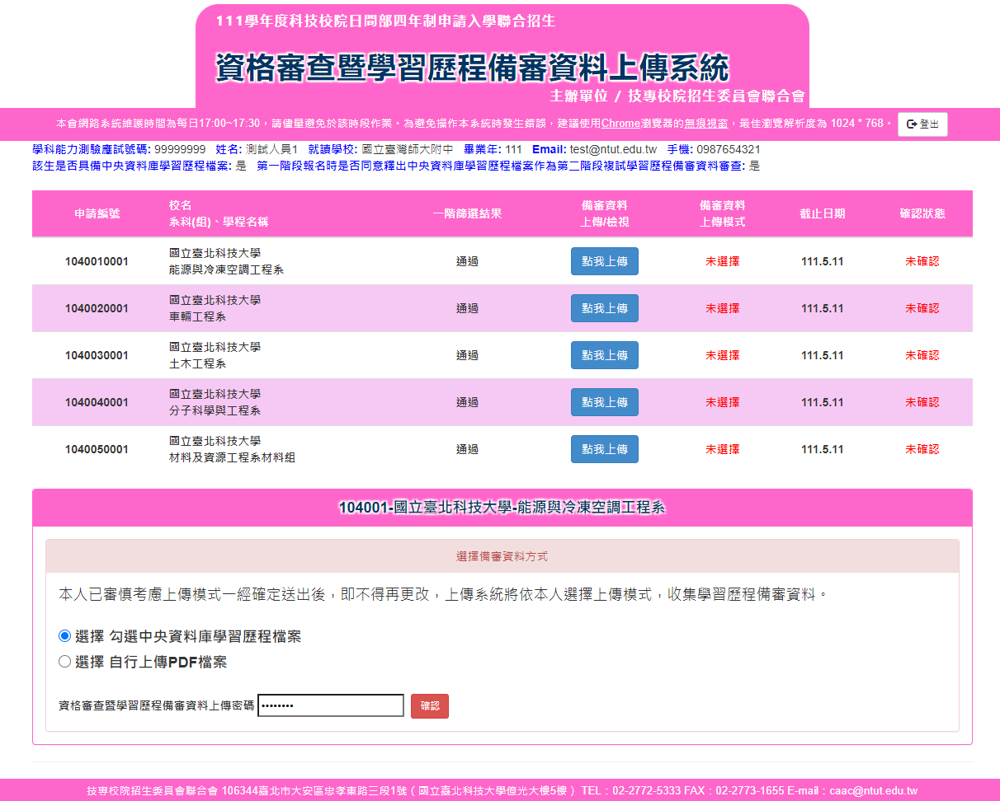 111學年度科技校院日間部四年制申請入學聯合招生
資格審查暨學習歷程備審資料上傳系統
主辦單位 / 技專校院招生委員會聯合會
本會網路系統維護時間為每日17:00~17:30，請儘量避免於該時段作業。為避免操作本系統時發生錯誤，建議使用Chrome瀏覽器的無痕視窗，最佳瀏覽解析度為 1024 * 768。 登出
學科能力測驗應試號碼: 99999999 姓名: 測試人員1 就讀學校: 國立臺灣師大附中 畢業年: 111 Email: test@ntut.edu.tw 手機: 0987654321
該生是否具備中央資料庫學習歷程檔案: 是 第一階段報名時是否同意釋出中央資料庫學習歷程檔案作為第二階段複試學習歷程備審資料審查: 是
申請編號
校名
系科(組)、學程名稱
一階篩選結果
備審資料
上傳/檢視
備審資料
上傳模式
截止日期
確認狀態
1040010001
國立臺北科技大學
能源與冷凍空調工程系
通過
點我上傳
未選擇
111.5.11
未確認
1040020001
國立臺北科技大學
車輛工程系
通過
點我上傳
未選擇
111.5.11
未確認
1040030001
國立臺北科技大學
土木工程系
通過
點我上傳
未選擇
111.5.11
未確認
1040040001
國立臺北科技大學
分子科學與工程系
通過
點我上傳
未選擇
111.5.11
未確認
1040050001
國立臺北科技大學
材料及資源工程系材料組
通過
點我上傳
未選擇
111.5.11
未確認
104001-國立臺北科技大學-能源與冷凍空調工程系
選擇備審資料方式
本人已審慎考慮上傳模式一經確定送出後，即不得再更改，上傳系統將依本人選擇上傳模式，收集學習歷程備審資料。
選擇 勾選中央資料庫學習歷程檔案
選擇 自行上傳PDF檔案
資格審查暨學習歷程備審資料上傳密碼 •••••••• 確認
技專校院招生委員會聯合會 106344臺北市大安區忠孝東路三段1號（國立臺北科技大學億光大樓5樓） TEL：02-2772-5333 FAX：02-2773-1655 E-mail：caac@ntut.edu.tw